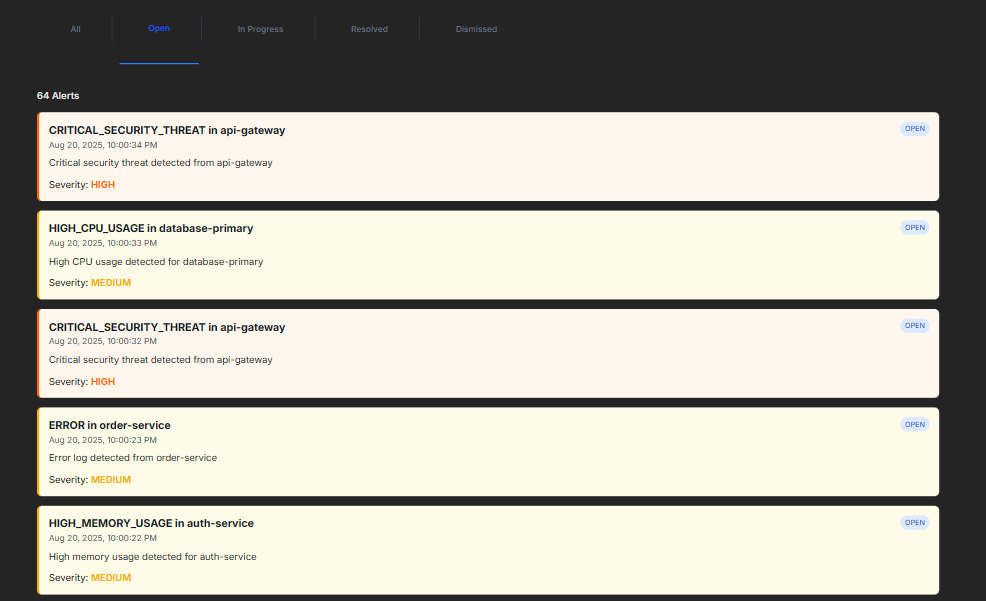 All
Open
In Progress
Resolved
Dismissed
64 Alerts
CRITICAL_SECURITY_THREAT in api-gateway
OPEN
Aug 20, 2025, 10:00:34 PM
Critical security threat detected from api-gateway
Severity: HIGH
HIGH_CPU_USAGE in database-primary
OPEN
Aug 20, 2025, 10:00:33 PM
High CPU usage detected for database-primary
Severity: MEDIUM
CRITICAL_SECURITY_THREAT in api-gateway
OPEN
Aug 20, 2025, 10:00:32 PM
Critical security threat detected from api-gateway
Severity: HIGH
ERROR in order-service
OPEN
Aug 20, 2025, 10:00:23 PM
Error log detected from order-service
Severity: MEDIUM
HIGH_MEMORY_USAGE in auth-service
OPEN
Aug 20, 2025, 10:00:22 PM
High memory usage detected for auth-service
Severity: MEDIUM